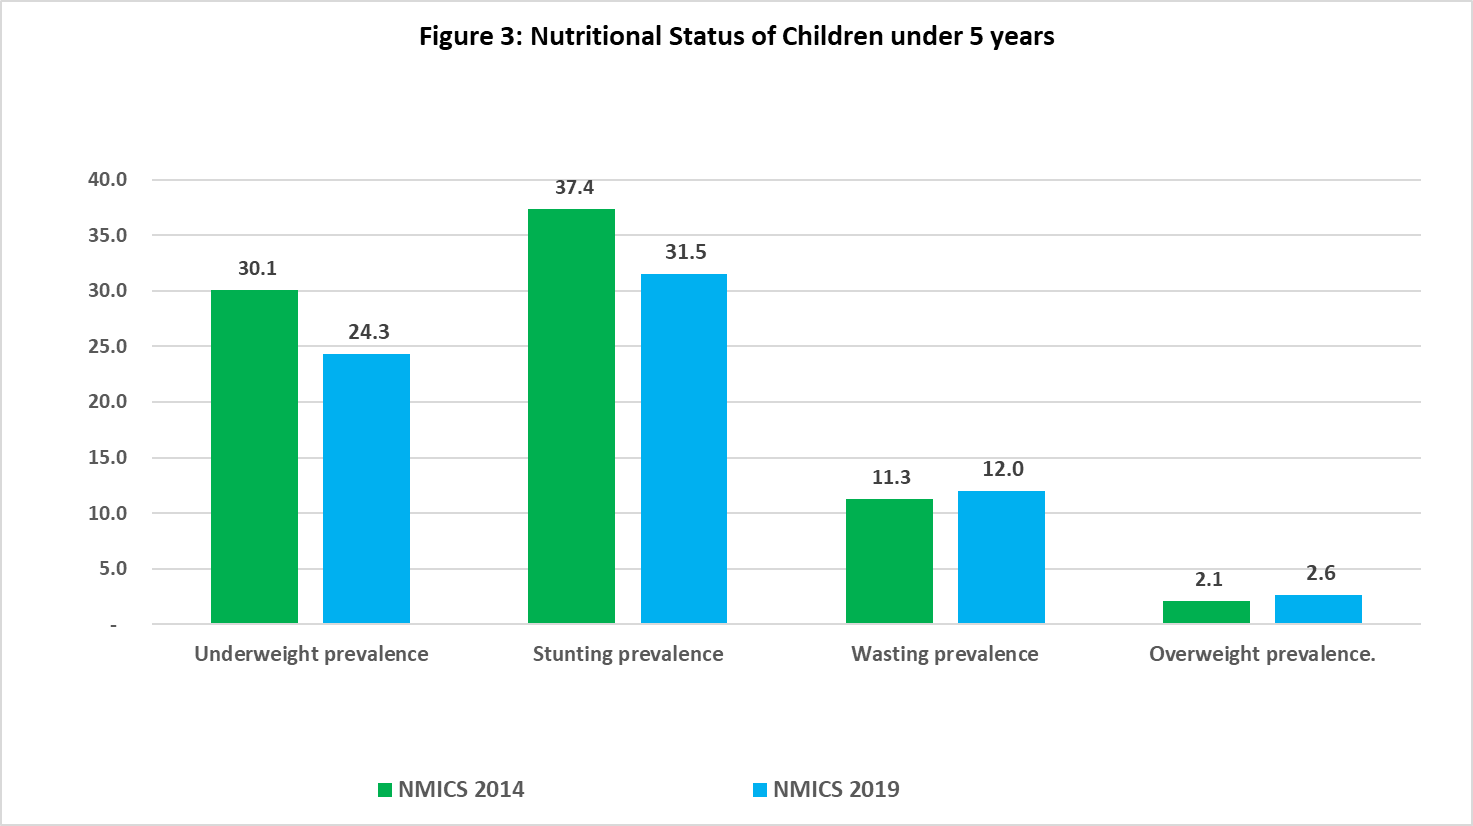 Figure 3: Nutritional Status of Children under 5 years
40.0
35.0
30.0
25.0
20.0
15.0
10.0
5.0
-
30.1
24.3
37.4
31.5
11.3
12.0
2.1
2.6
Underweight prevalence
Stunting prevalence
Wasting prevalence
Overweight prevalence.
NMICS 2014
NMICS 2019